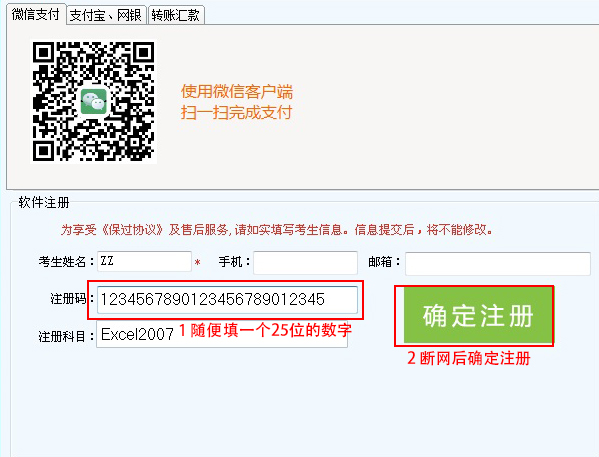 微信支付 支付宝、网银 转账汇款
使用微信客户端
扫一扫完成支付
软件注册
为享受《保过协议》及售后服务,请如实填写考生信息。信息提交后，将不能修改。
考生姓名： ZZ * 手机： 邮箱：
注册码： 1234567890123456789012345
确定注册
注册科目： Excel2007 1 随便填一个25位的数字
2 断网后确定注册